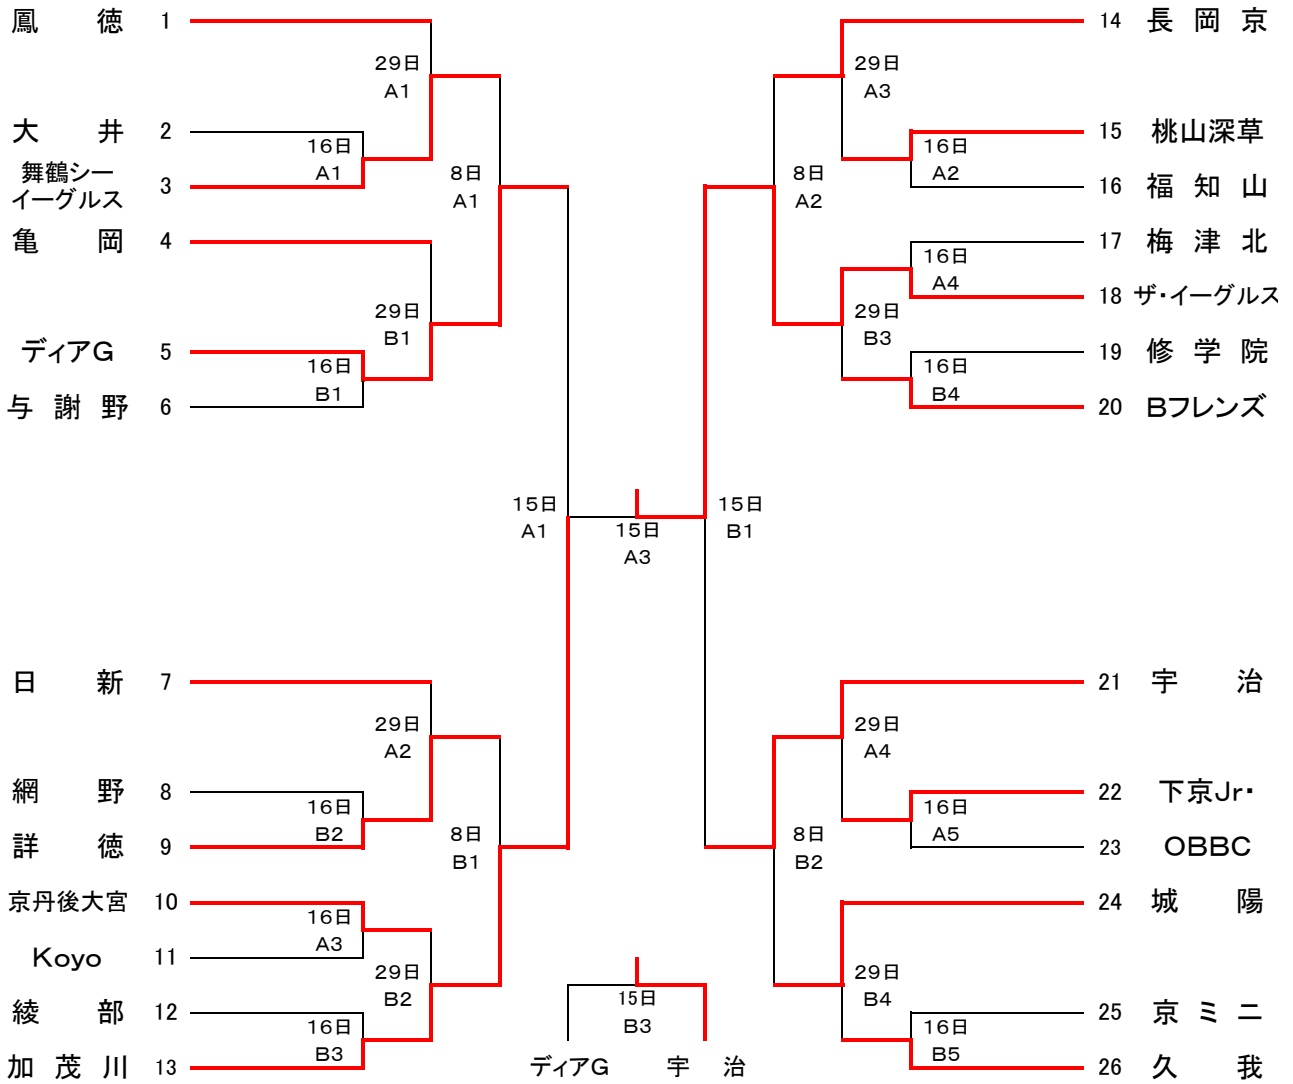 鳳 徳 1
29日
A1
大 井 2
16日
A1
舞鶴シー
イーグルス 3
8日
A1
亀 岡 4
29日
B1
ディアG 5
16日
B1
与 謝 野 6
15日
A1
日 新 7
29日
A2
網 野 8
16日
B2
詳 徳 9
8日
B1
京丹後大宮 10
16日
A3
Koyo 11
29日
B2
綾 部 12
16日
B3
加 茂 川 13
15日
A3
15日
B3
ディアG 宇 治
14 長 岡 京
29日
A3
15 桃山深草
16日
A2
16 福 知 山
8日
A2
17 梅 津 北
16日
A4
18 ザ・イーグルス
29日
B3
19 修 学 院
16日
B4
20 Bフレンズ
15日
B1
21 宇 治
29日
A4
22 下京Jr・
16日
A5
23 OBBC
8日
B2
24 城 陽
29日
B4
25 京 ミ ニ
16日
B5
26 久 我